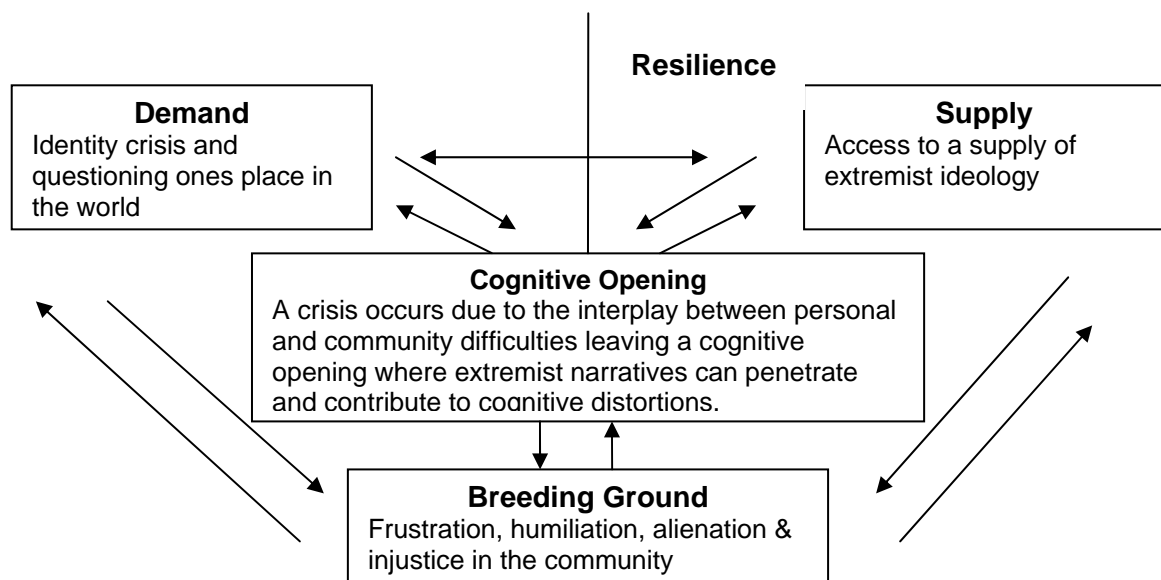 Resilience
Demand
Identity crisis and
questioning ones place in
the world
Supply
Access to a supply of
extremist ideology
Cognitive Opening
A crisis occurs due to the interplay between personal
and community difficulties leaving a cognitive
opening where extremist narratives can penetrate
and contribute to cognitive distortions.
Breeding Ground
Frustration, humiliation, alienation &
injustice in the community